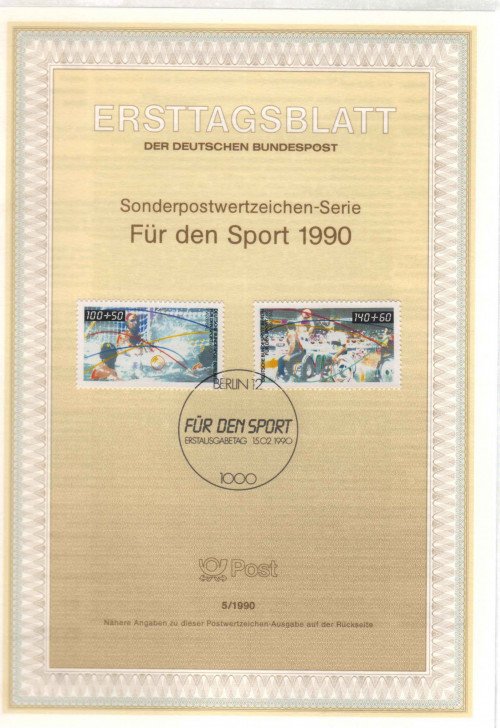 ERSTTAGSBLATT
DER DEUTSCHEN BUNDESPOST
Sonderpostwertzeichen-Serie
Für den Sport 1990
100+50
140+60
BERLIN 12
FÜR DEN SPORT
ERSTAUSGABETAG 15.02.1990
1000
Post
5/1990
Nähere Angaben zu dieser Postwertzeichen-Ausgabe auf der Rückseite